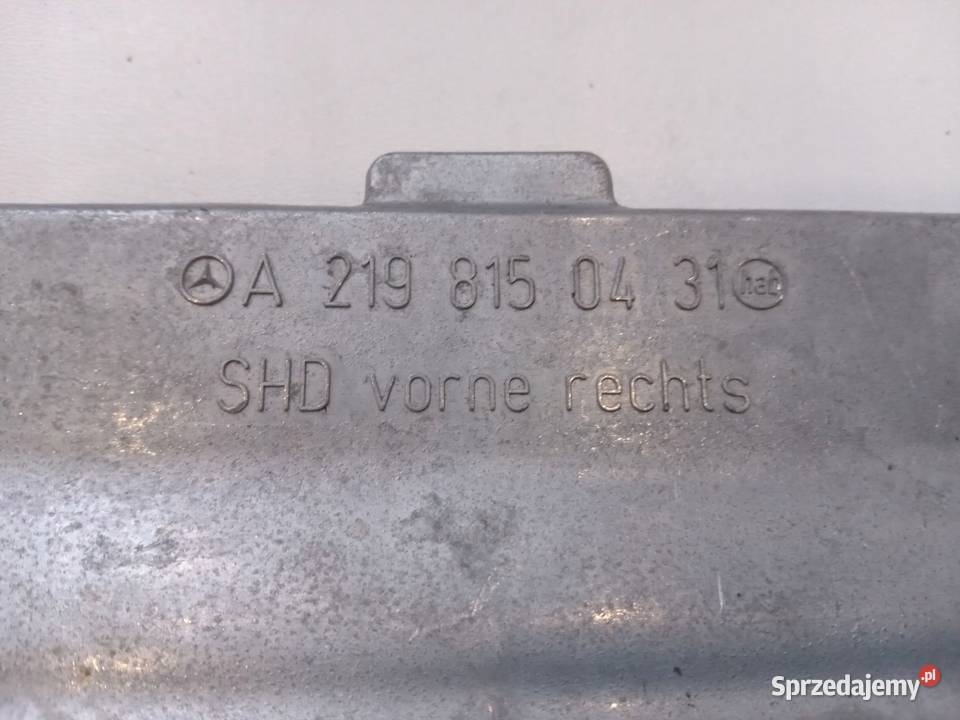 A 219 815 04 31
SHD vorne rechts
Sprzedajemy.pl